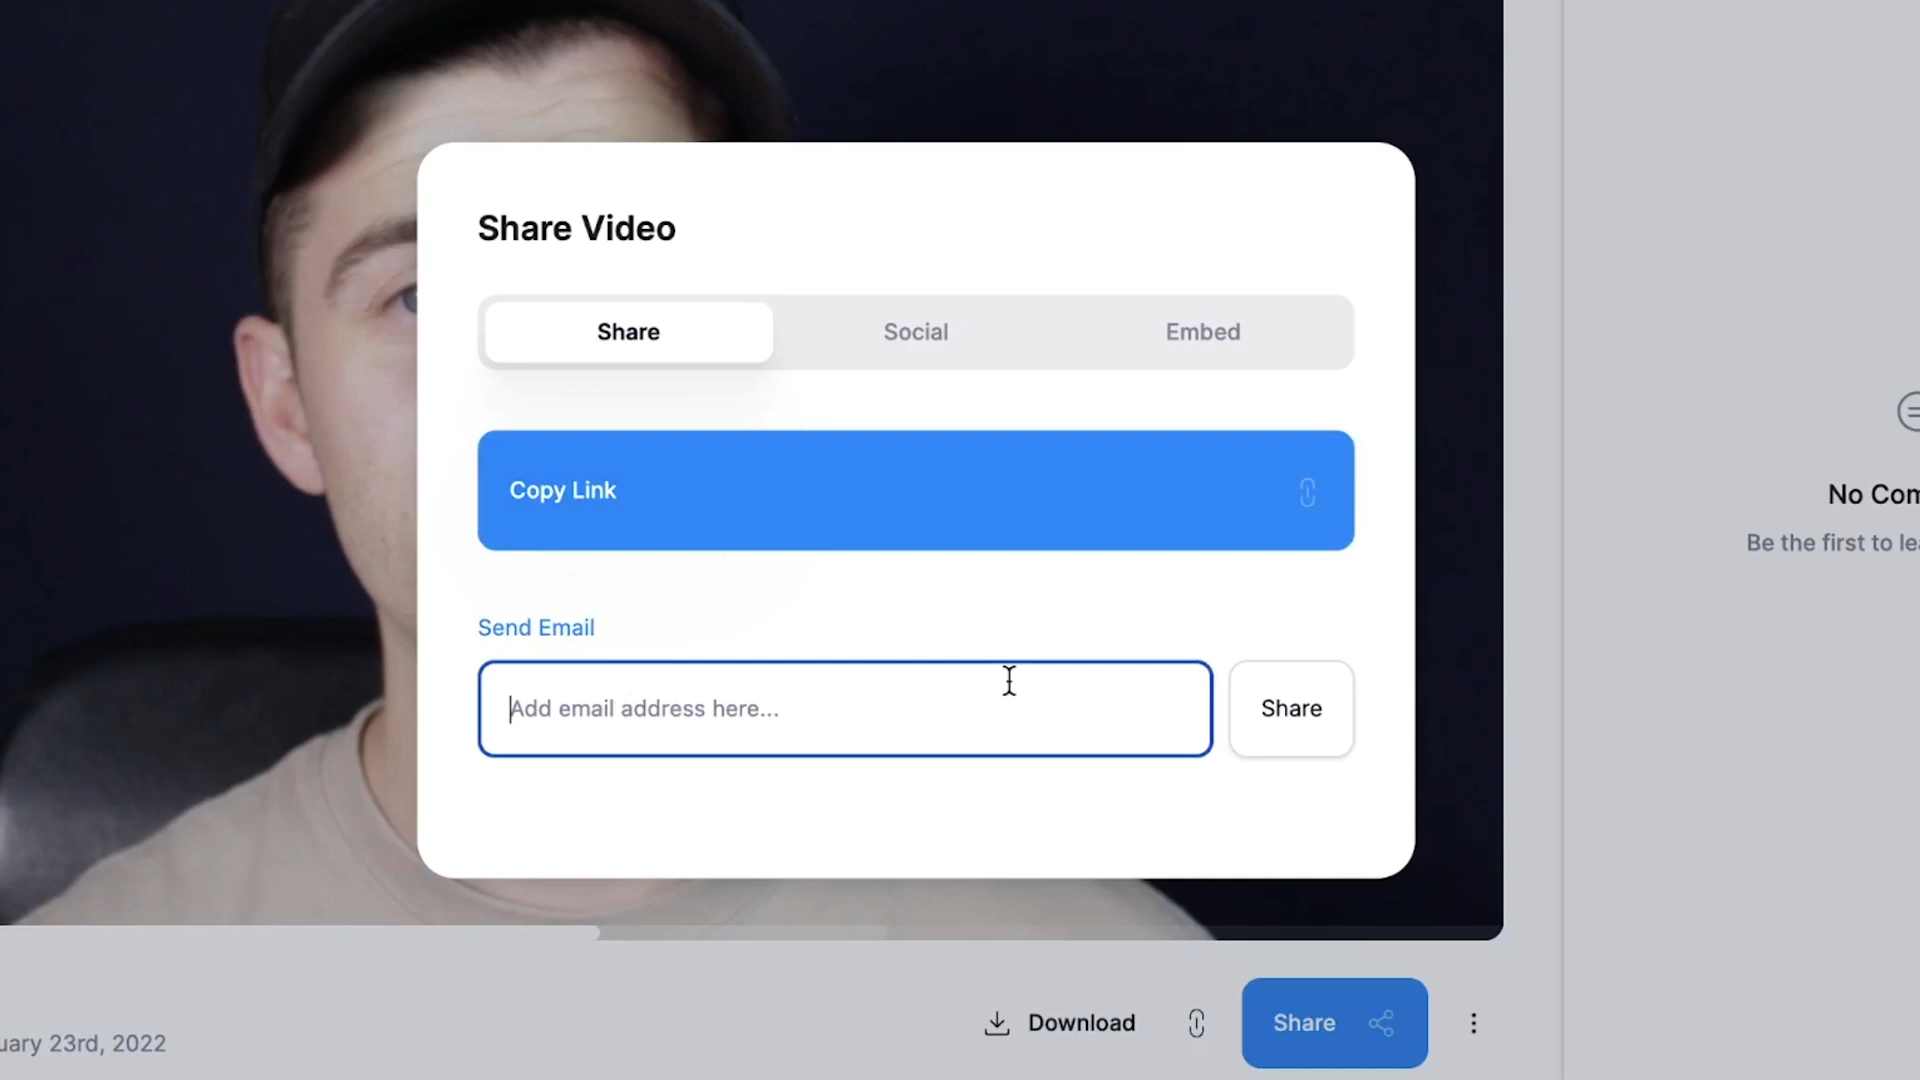 Share Video
Share Social Embed
Copy Link
Send Email
Add email address here...
Share
No Com
Be the first to lea
Download
Share
uary 23rd, 2022